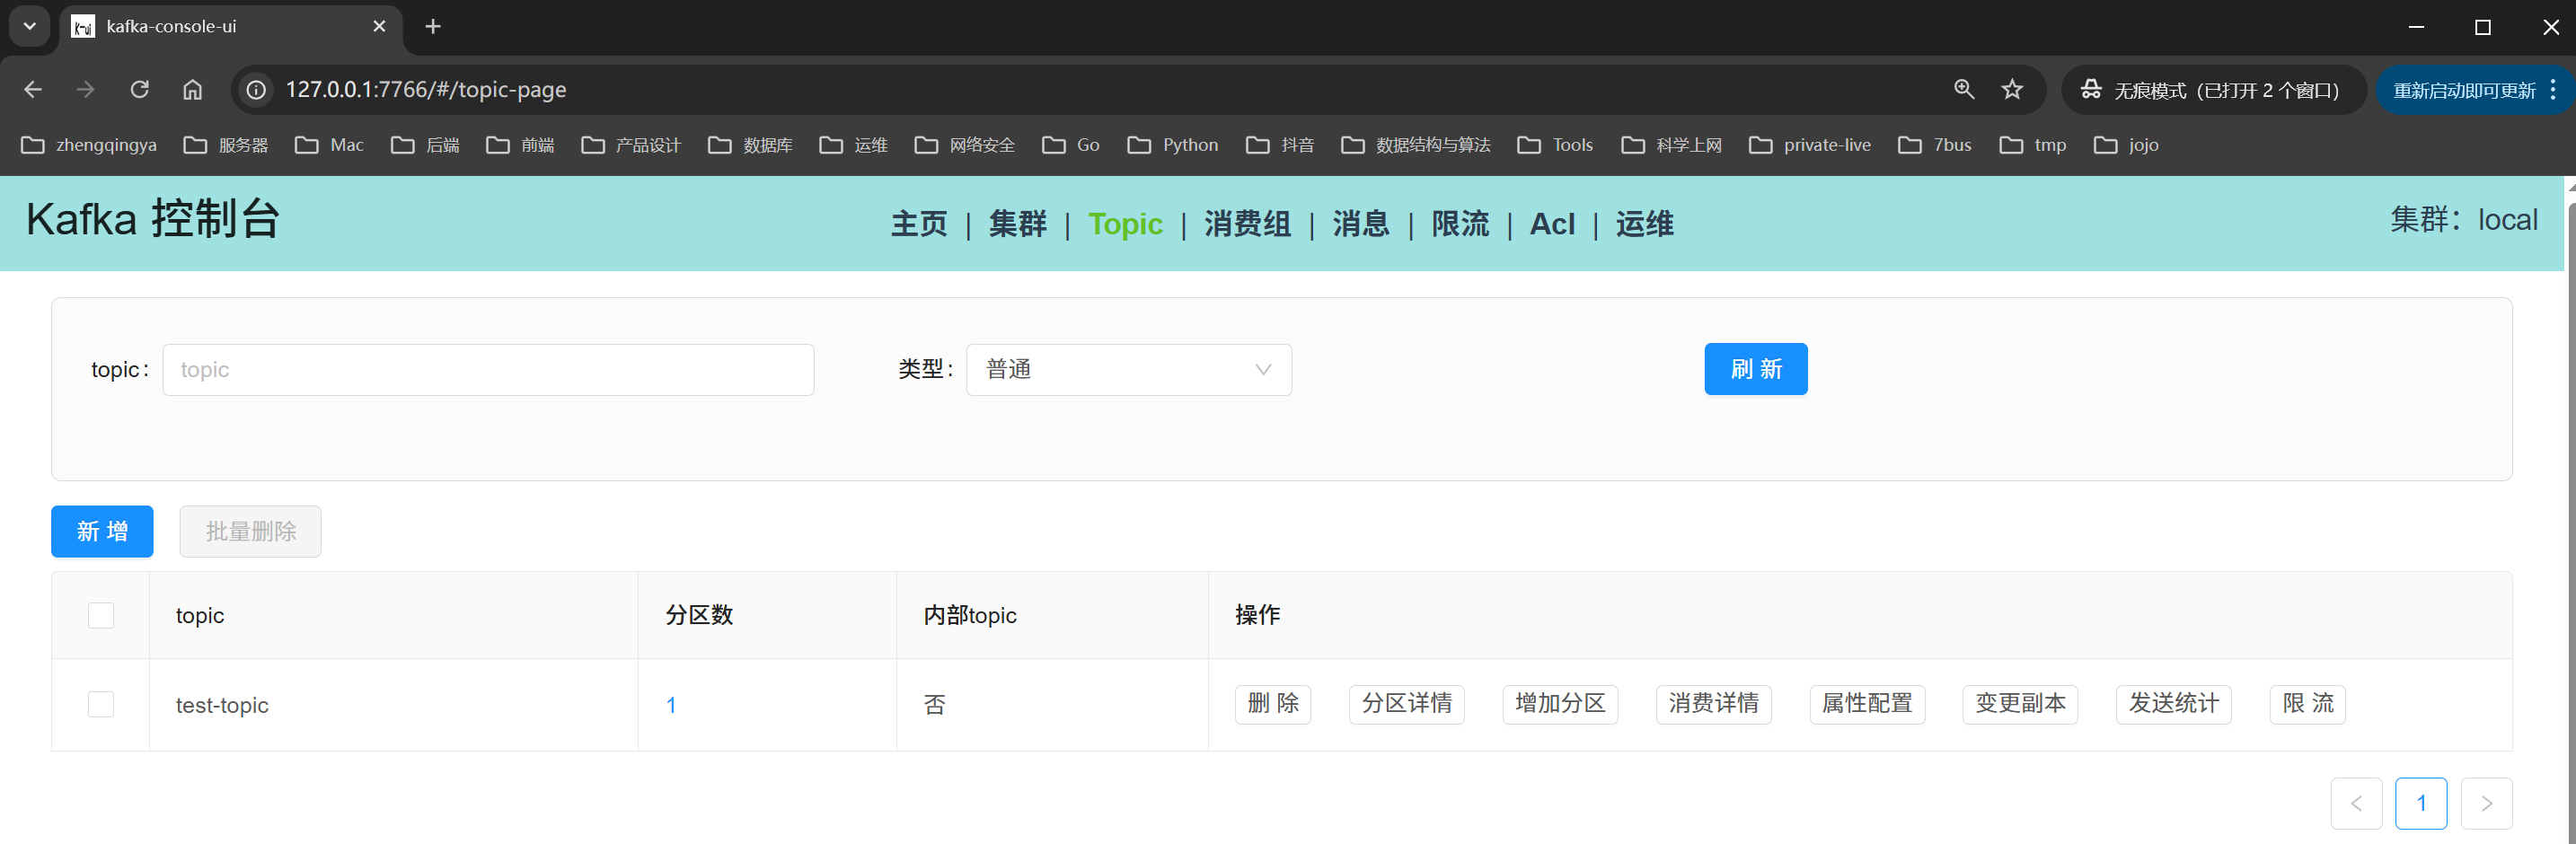 K-ui kafka-console-ui
127.0.0.1:7766/#/topic-page 无痕模式（已打开 2 个窗口） 重新启动即可更新
zhengqingya 服务器 Mac 后端 前端 产品设计 数据库 运维 网络安全 Go Python 抖音 数据结构与算法 Tools 科学上网 private-live 7bus tmp jojo
Kafka 控制台 主页 | 集群 | Topic | 消费组 | 消息 | 限流 | Acl | 运维 集群：local
topic： topic 类型： 普通 刷 新
新 增 批量删除
topic 分区数 内部topic 操作
test-topic 1 否 删 除 分区详情 增加分区 消费详情 属性配置 变更副本 发送统计 限 流
1